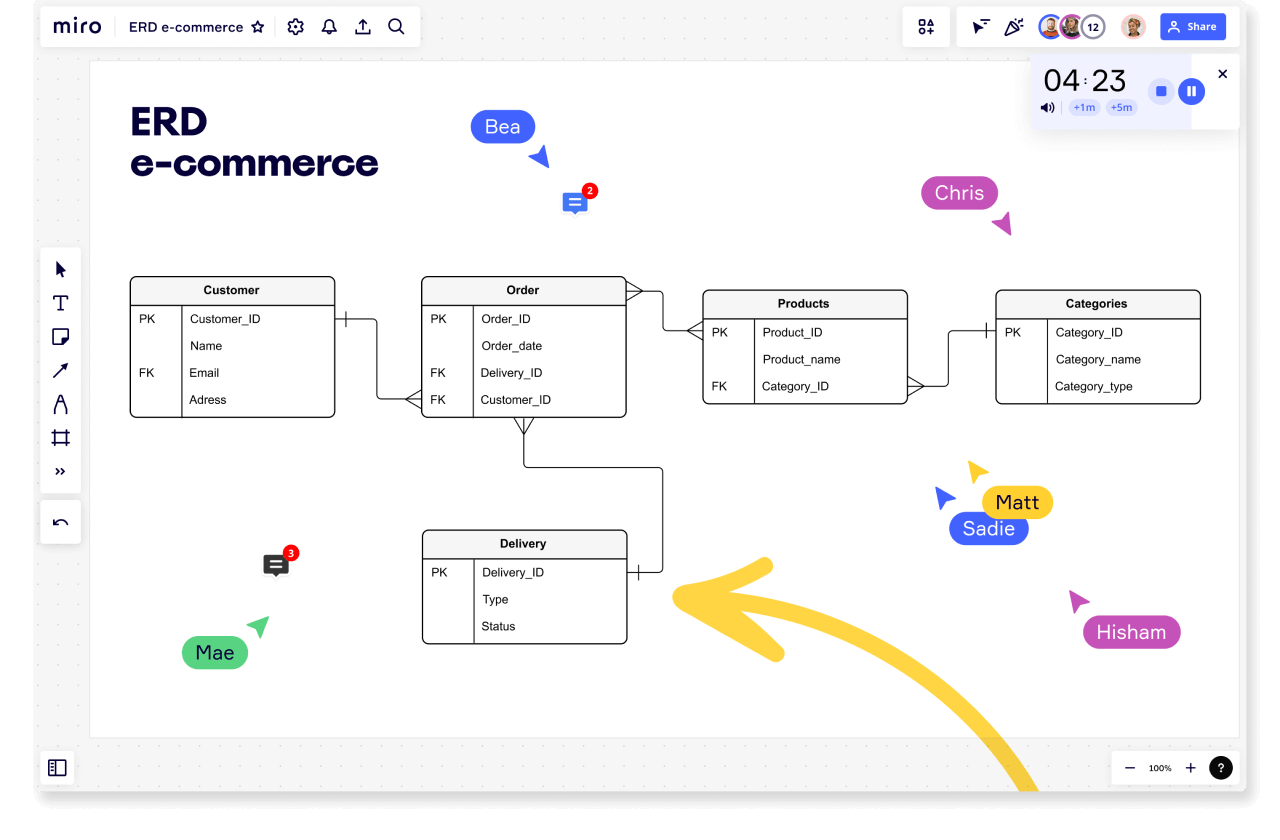 miro
ERD e-commerce
12
Share
04:23
+1m
+5m
ERD
e-commerce
Bea
2
Chris
Customer
PK Customer_ID
Name
FK Email
Adress
Order
PK Order_ID
Order_date
FK Delivery_ID
FK Customer_ID
Products
PK Product_ID
Product_name
FK Category_ID
Categories
PK Category_ID
Category_name
Category_type
Matt
Sadie
Delivery
PK Delivery_ID
Type
Status
3
Mae
Hisham
100%
?